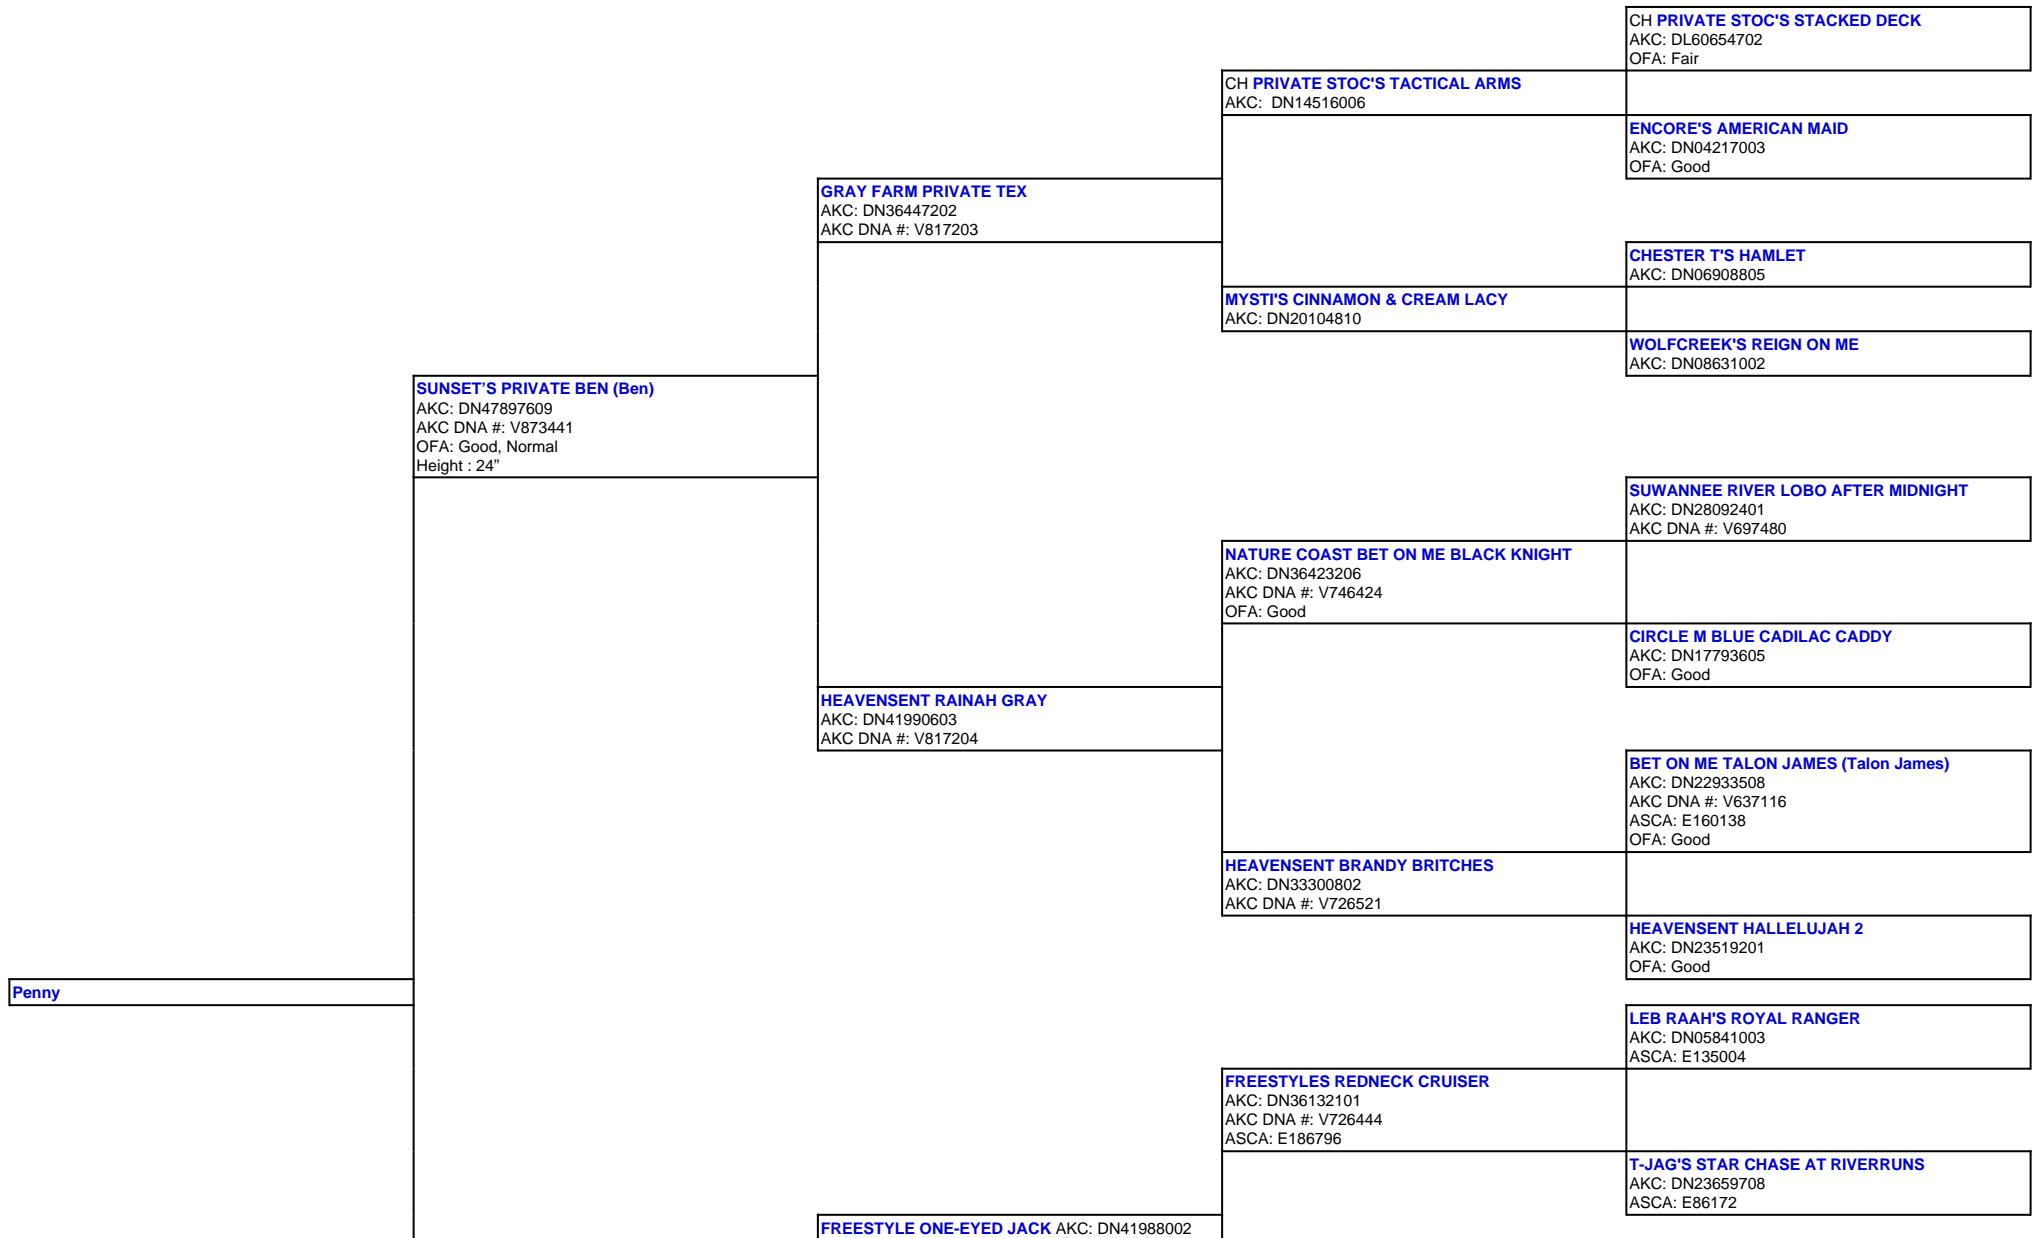 CH PRIVATE STOC'S STACKED DECK
AKC: DL60654702
OFA: Fair
CH PRIVATE STOC'S TACTICAL ARMS
AKC:  DN14516006
ENCORE'S AMERICAN MAID
AKC: DN04217003
OFA: Good
GRAY FARM PRIVATE TEX
AKC: DN36447202
AKC DNA #: V817203
CHESTER T'S HAMLET
AKC: DN06908805
MYSTI'S CINNAMON & CREAM LACY
AKC: DN20104810
WOLFCREEK'S REIGN ON ME
AKC: DN08631002
SUNSET’S PRIVATE BEN (Ben)
AKC: DN47897609
AKC DNA #: V873441
OFA: Good, Normal
Height : 24”
SUWANNEE RIVER LOBO AFTER MIDNIGHT
AKC: DN28092401
AKC DNA #: V697480
NATURE COAST BET ON ME BLACK KNIGHT
AKC: DN36423206
AKC DNA #: V746424
OFA: Good
CIRCLE M BLUE CADILAC CADDY
AKC: DN17793605
OFA: Good
HEAVENSENT RAINAH GRAY
AKC: DN41990603
AKC DNA #: V817204
BET ON ME TALON JAMES (Talon James)
AKC: DN22933508
AKC DNA #: V637116
ASCA: E160138
OFA: Good
HEAVENSENT BRANDY BRITCHES
AKC: DN33300802
AKC DNA #: V726521
HEAVENSENT HALLELUJAH 2
AKC: DN23519201
OFA: Good
Penny
LEB RAAH'S ROYAL RANGER
AKC: DN05841003
ASCA: E135004
FREESTYLES REDNECK CRUISER
AKC: DN36132101
AKC DNA #: V726444
ASCA: E186796
T-JAG'S STAR CHASE AT RIVERRUNS
AKC: DN23659708
ASCA: E86172
FREESTYLE ONE-EYED JACK AKC: DN41988002